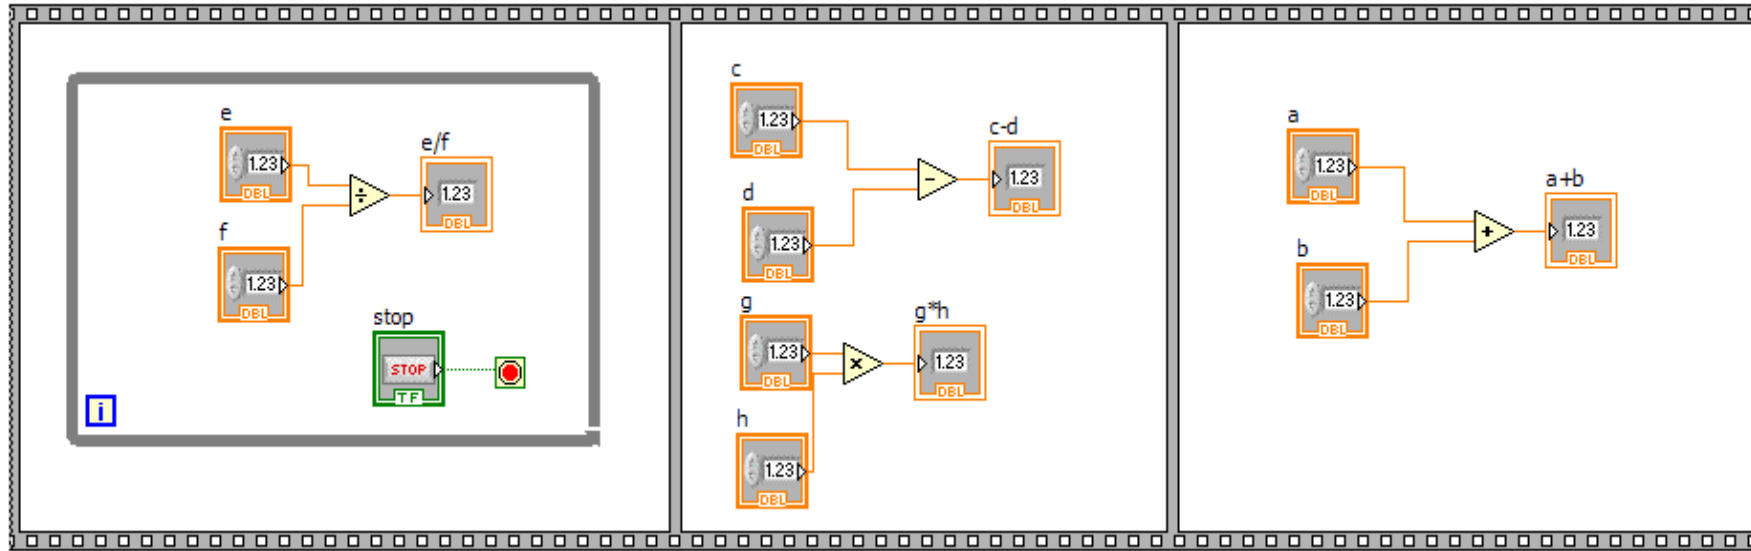 e
1.23
DBL
e/f
1.23
DBL
÷
f
1.23
DBL
stop
STOP
TF
i
c
1.23
DBL
c-d
1.23
DBL
-
d
1.23
DBL
g
1.23
DBL
g*h
1.23
DBL
x
h
1.23
DBL
a
1.23
DBL
a+b
1.23
DBL
+
b
1.23
DBL